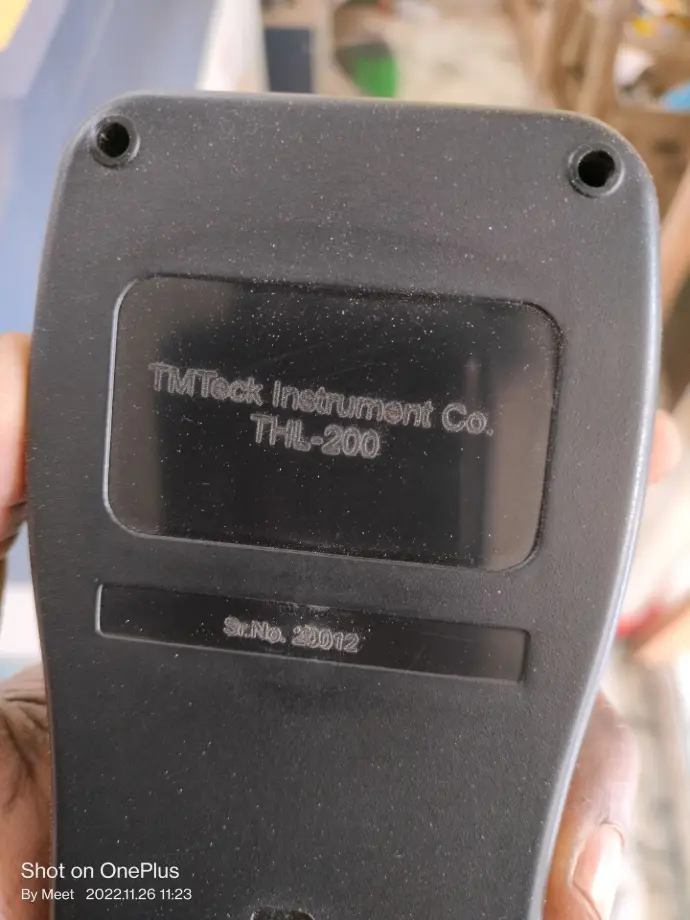 TMTeck Instrument Co.
THL-200
Sr.No. 20012
Shot on OnePlus
By Meet 2022.11.26 11:23